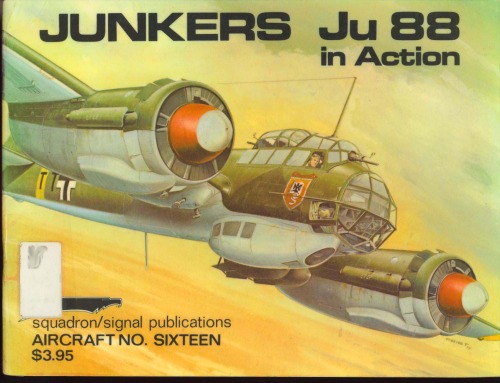 JUNKERS Ju 88
in Action
squadron/signal publications
AIRCRAFT NO. SIXTEEN
$3.95